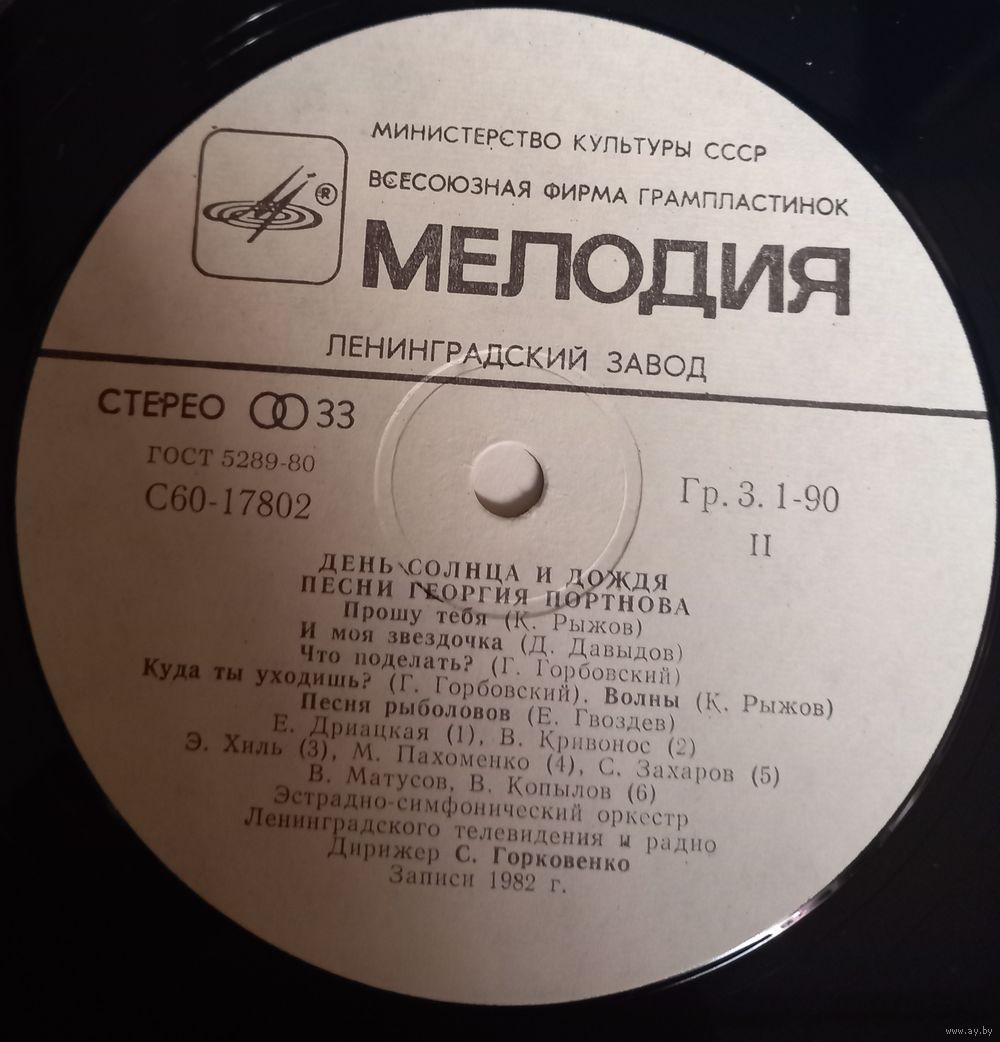 МИНИСТЕРСТВО КУЛЬТУРЫ СССР
ВСЕСОЮЗНАЯ ФИРМА ГРАМПЛАСТИНОК
®
МЕЛОДИЯ
ЛЕНИНГРАДСКИЙ ЗАВОД
СТЕРЕО 33
ГОСТ 5289-80
С60-17802
Гр. 3. 1-90
II
ДЕНЬ СОЛНЦА И ДОЖДЯ
ПЕСНИ ГЕОРГИЯ ПОРТНОВА
Прошу тебя (К. Рыжов)
И моя звездочка (Д. Давыдов)
Что поделать? (Г. Горбовский)
Куда ты уходишь? (Г. Горбовский). Волны (К. Рыжов)
Песня рыболовов (Е. Гвоздев)
Е. Дриацкая (1), В. Кривонос (2)
Э. Хиль (3), М. Пахоменко (4), С. Захаров (5)
В. Матусов, В. Копылов (6)
Эстрадно-симфонический оркестр
Ленинградского телевидения и радио
Дирижер С. Горковенко
Записи 1982 г.
www.ay.by